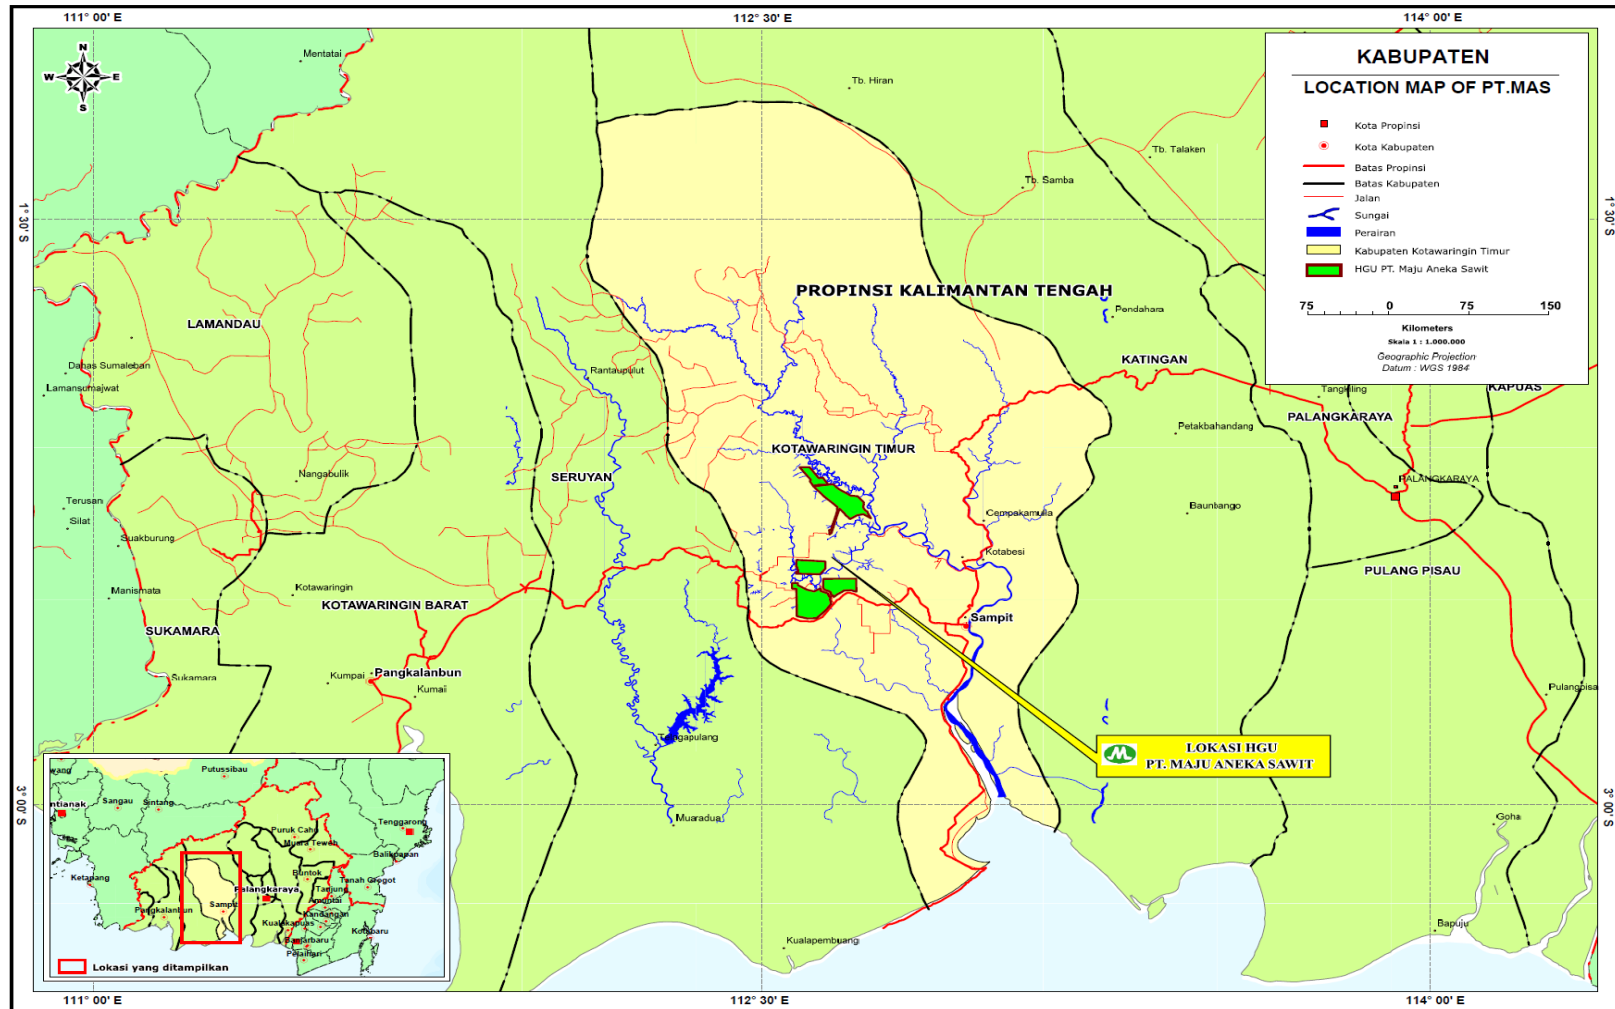 111° 00' E
112° 30' E
114° 00' E
N
W
E
S
Mentatai
Tb. Hiran
Tb. Talaken
Tb. Samba
KABUPATEN
LOCATION MAP OF PT.MAS
Kota Propinsi
Kota Kabupaten
Batas Propinsi
Batas Kabupaten
Jalan
Sungai
Perairan
Kabupaten Kotawaringin Timur
HGU PT. Maju Aneka Sawit
75
0
75
150
Kilometers
Skala 1 : 1.000.000
Geographic Projection
Datum : WGS 1984
1° 30' S
1° 30' S
PROPINSI KALIMANTAN TENGAH
Pendahara
LAMANDAU
Dahas Sumaleban
Lamansumajwat
Rantaupulut
KATINGAN
Tangkiling
KAPUAS
PALANGKARAYA
Petakbahandang
KOTAWARINGIN TIMUR
Nangabulik
SERUYAN
PALANGKARAYA
Terusan
Silat
Cempakamulia
Baunbango
Suakburung
Kotabesi
PULANG PISAU
Manismata
Kotawaringin
KOTAWARINGIN BARAT
SUKAMARA
Sampit
Sukamara
Kumpai
Pangkalanbun
Kumaii
Pulangpisa
LOKASI HGU
PT. MAJU ANEKA SAWIT
M
3° 00' S
3° 00' S
Muaradua
Goha
Kualapembuang
Bapuju
wang
Putussibau
ntianak
Sangau
Sintang
Tenggarong
Puruk Cahu
Muara Teweh
Balikpapan
Ketapang
Buntok
Tanah Grogot
Palangkaraya
Tanjung
Amuntai
Pangkalanbun
Sampit
Kandangan
Kualakapuas
Kotabaru
Banjarbaru
Pelaihari
Lokasi yang ditampilkan
111° 00' E
112° 30' E
114° 00' E